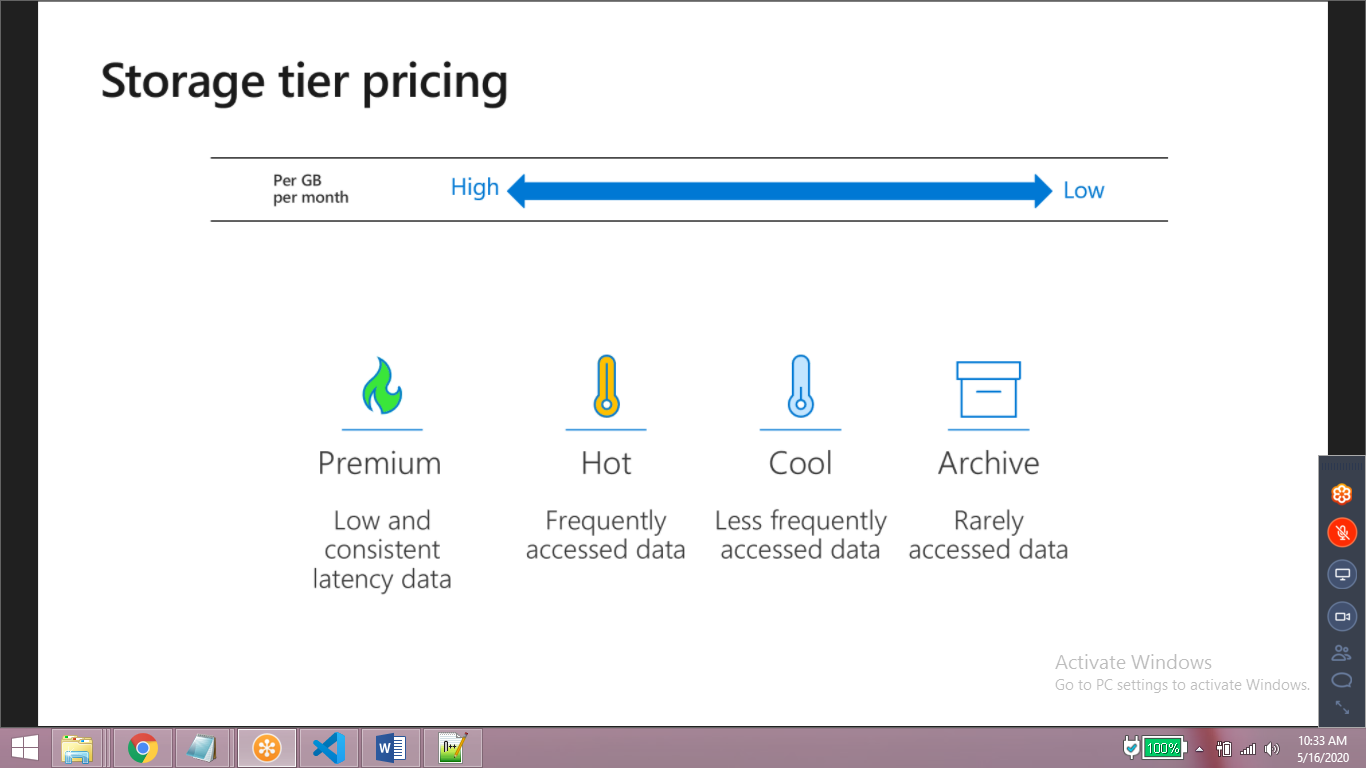 Storage tier pricing
Per GB
per month
High
Low
Premium
Low and
consistent
latency data
Hot
Frequently
accessed data
Cool
Less frequently
accessed data
Archive
Rarely
accessed data
Activate Windows
Go to PC settings to activate Windows.
W
n++
100%
10:33 AM
5/16/2020